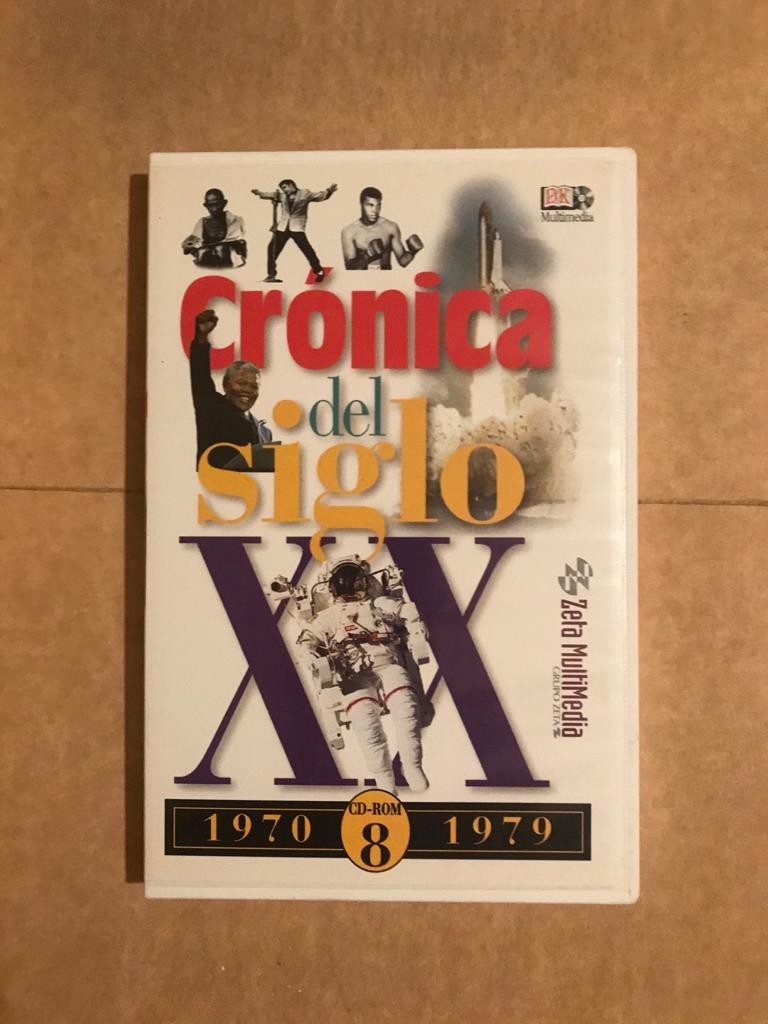 DK
Multimedia
Crónica
del
siglo
XX
Zeta MultiMedia
GRUPO ZETA
CD-ROM
1970 8 1979